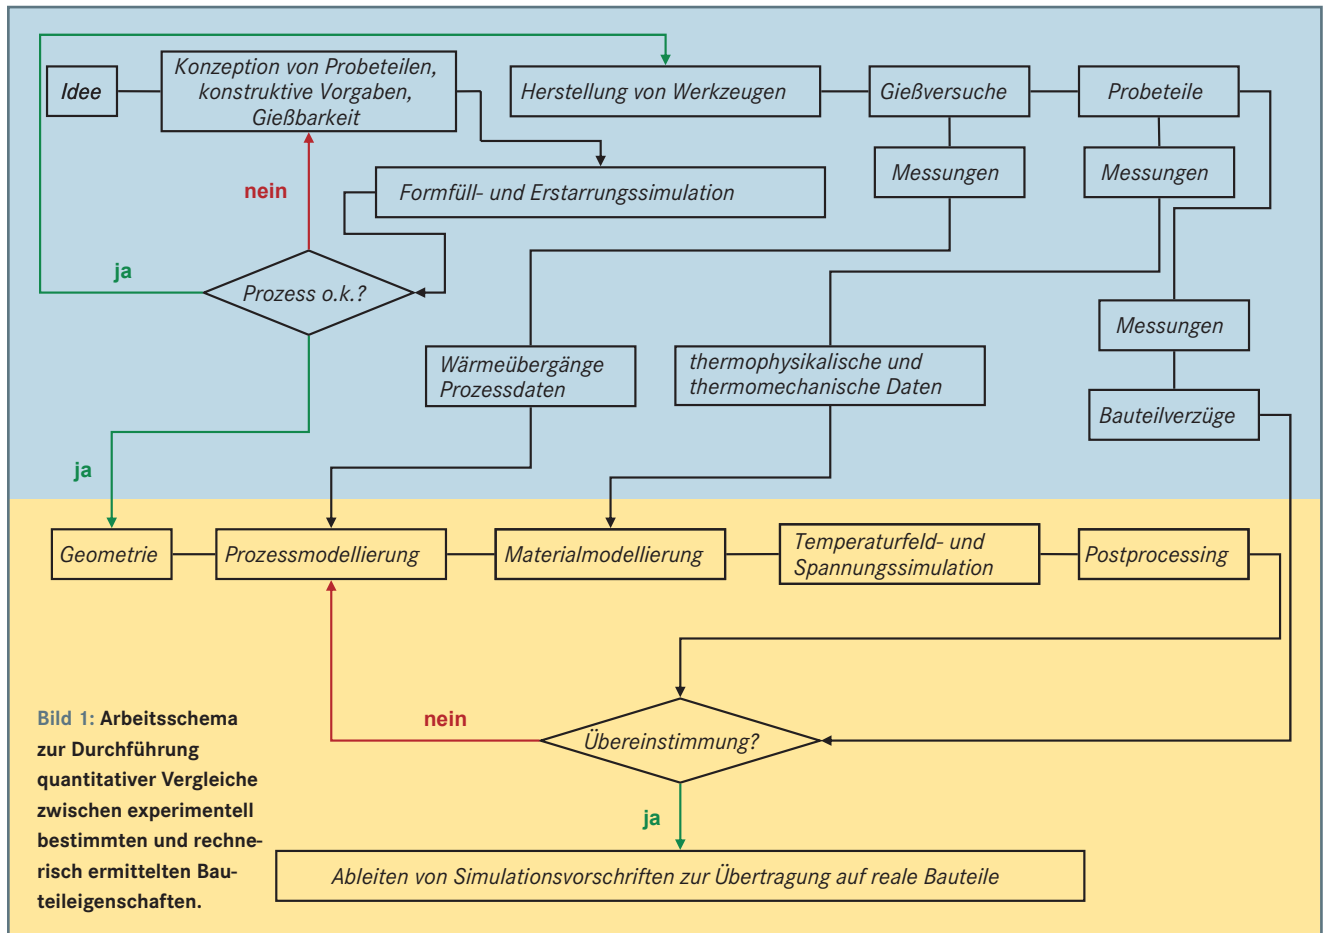 Idee
Konzeption von Probeteilen,
konstruktive Vorgaben,
Gießbarkeit
Herstellung von Werkzeugen
Gießversuche
Probeteile
Messungen
Messungen
nein
Formfüll- und Erstarrungssimulation
ja
Prozess o.k.?
Messungen
Wärmeübergänge
Prozessdaten
thermophysikalische und
thermomechanische Daten
Bauteilverzüge
ja
Geometrie
Prozessmodellierung
Materialmodellierung
Temperaturfeld- und
Spannungssimulation
Postprocessing
nein
Übereinstimmung?
ja
Ableiten von Simulationsvorschriften zur Übertragung auf reale Bauteile
Bild 1: Arbeitsschema
zur Durchführung
quantitativer Vergleiche
zwischen experimentell
bestimmten und rechne-
risch ermittelten Bau-
teileigenschaften.